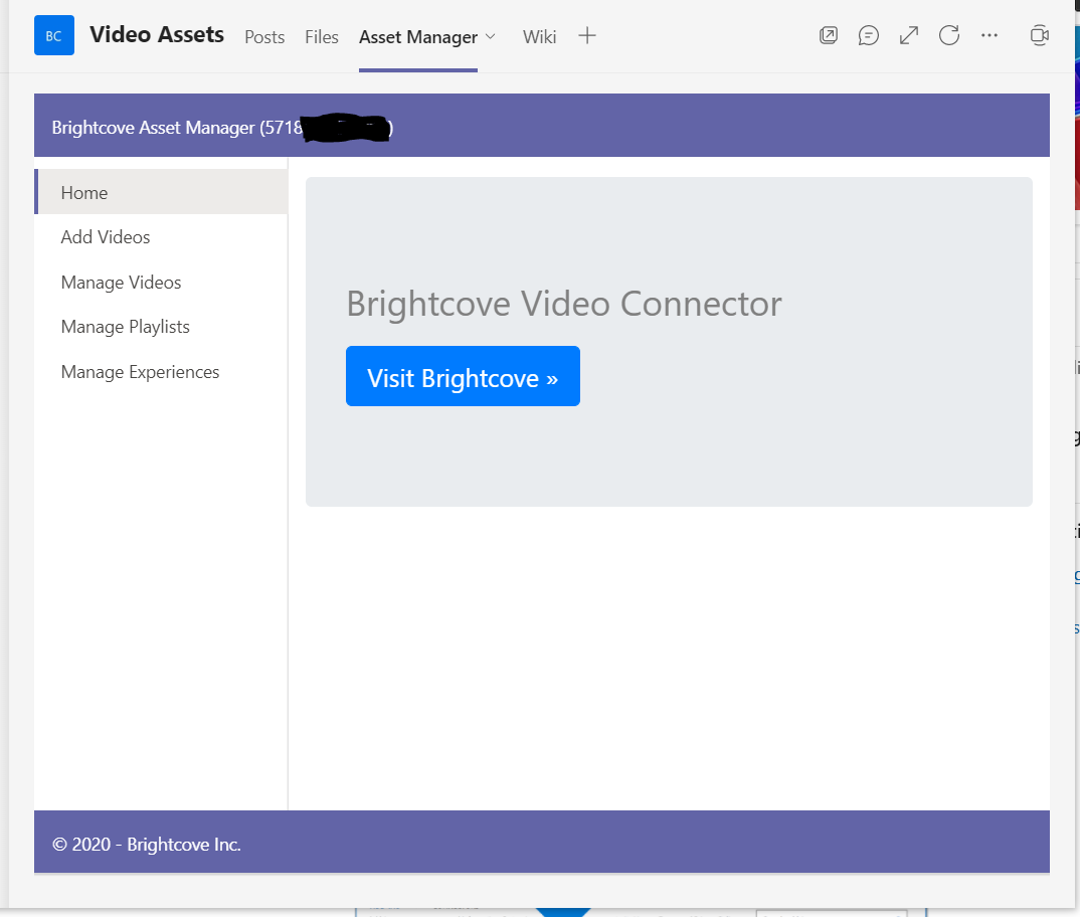 BC Video Assets Posts Files Asset Manager Wiki
Brightcove Asset Manager (5718 )
Home
Add Videos
Manage Videos
Manage Playlists
Manage Experiences
Brightcove Video Connector
Visit Brightcove »
© 2020 - Brightcove Inc.